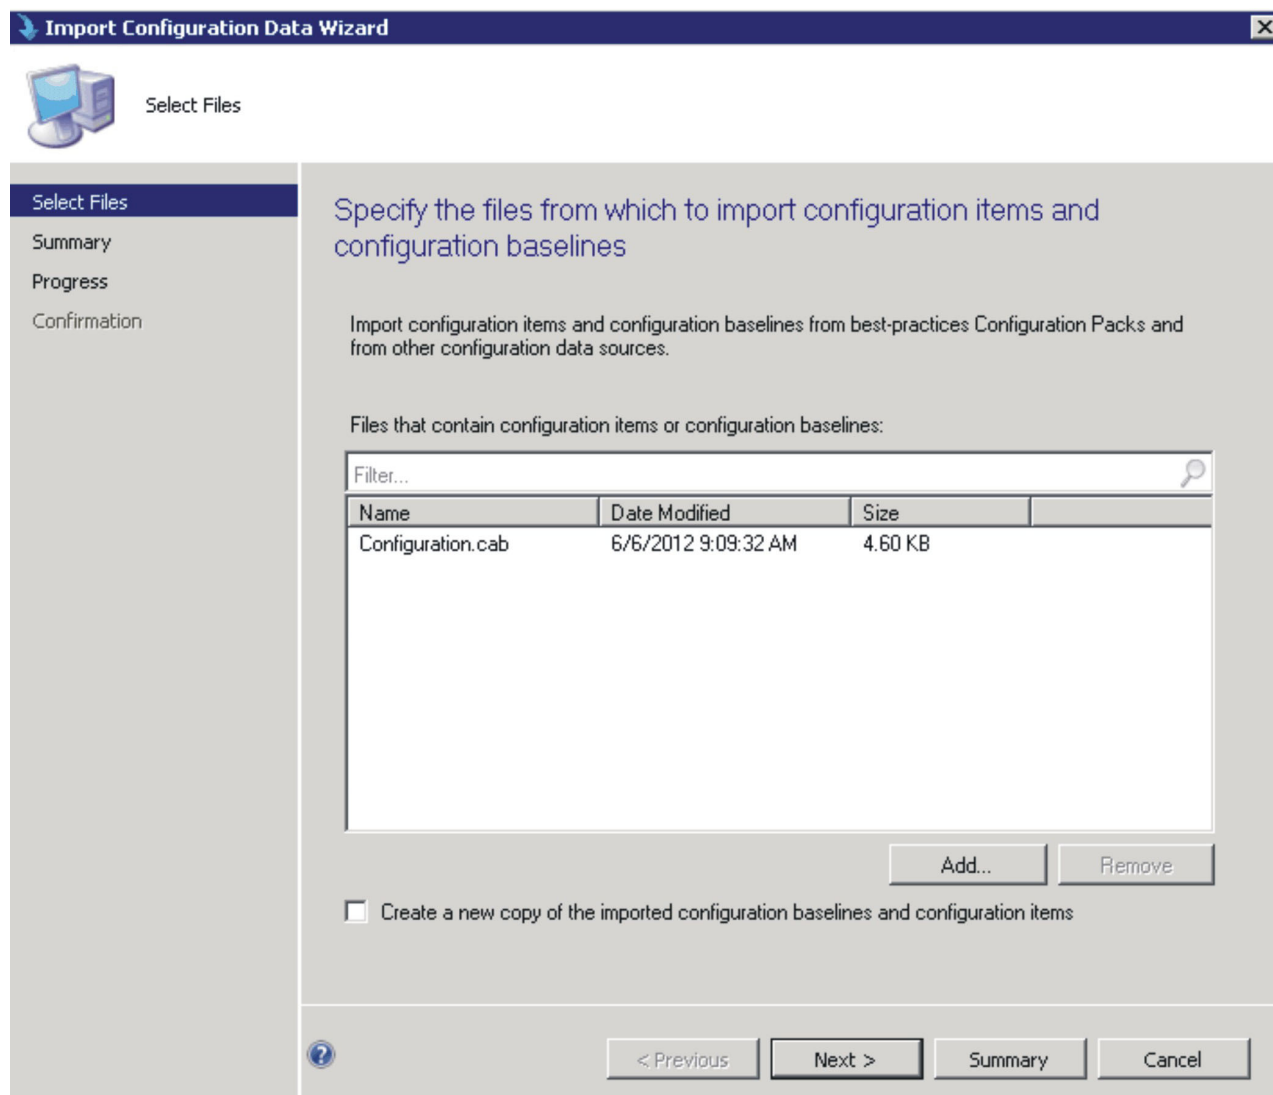 Import Configuration Data Wizard
Select Files
Select Files
Summary
Progress
Confirmation
Specify the files from which to import configuration items and
configuration baselines
Import configuration items and configuration baselines from best-practices Configuration Packs and
from other configuration data sources.
Files that contain configuration items or configuration baselines:
Filter...
Name Date Modified Size
Configuration.cab 6/6/2012 9:09:32 AM 4.60 KB
Add... Remove
Create a new copy of the imported configuration baselines and configuration items
< Previous Next > Summary Cancel